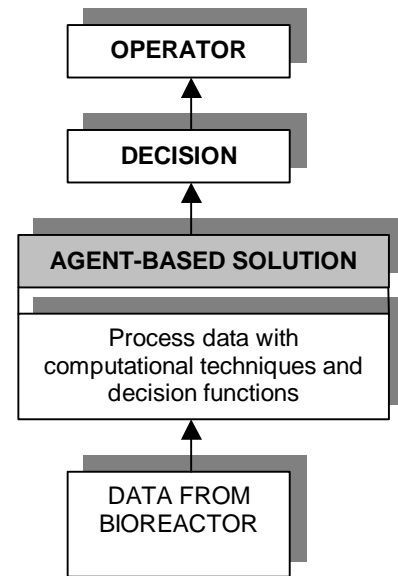 OPERATOR
DECISION
AGENT-BASED SOLUTION
Process data with
computational techniques and
decision functions
DATA FROM
BIOREACTOR